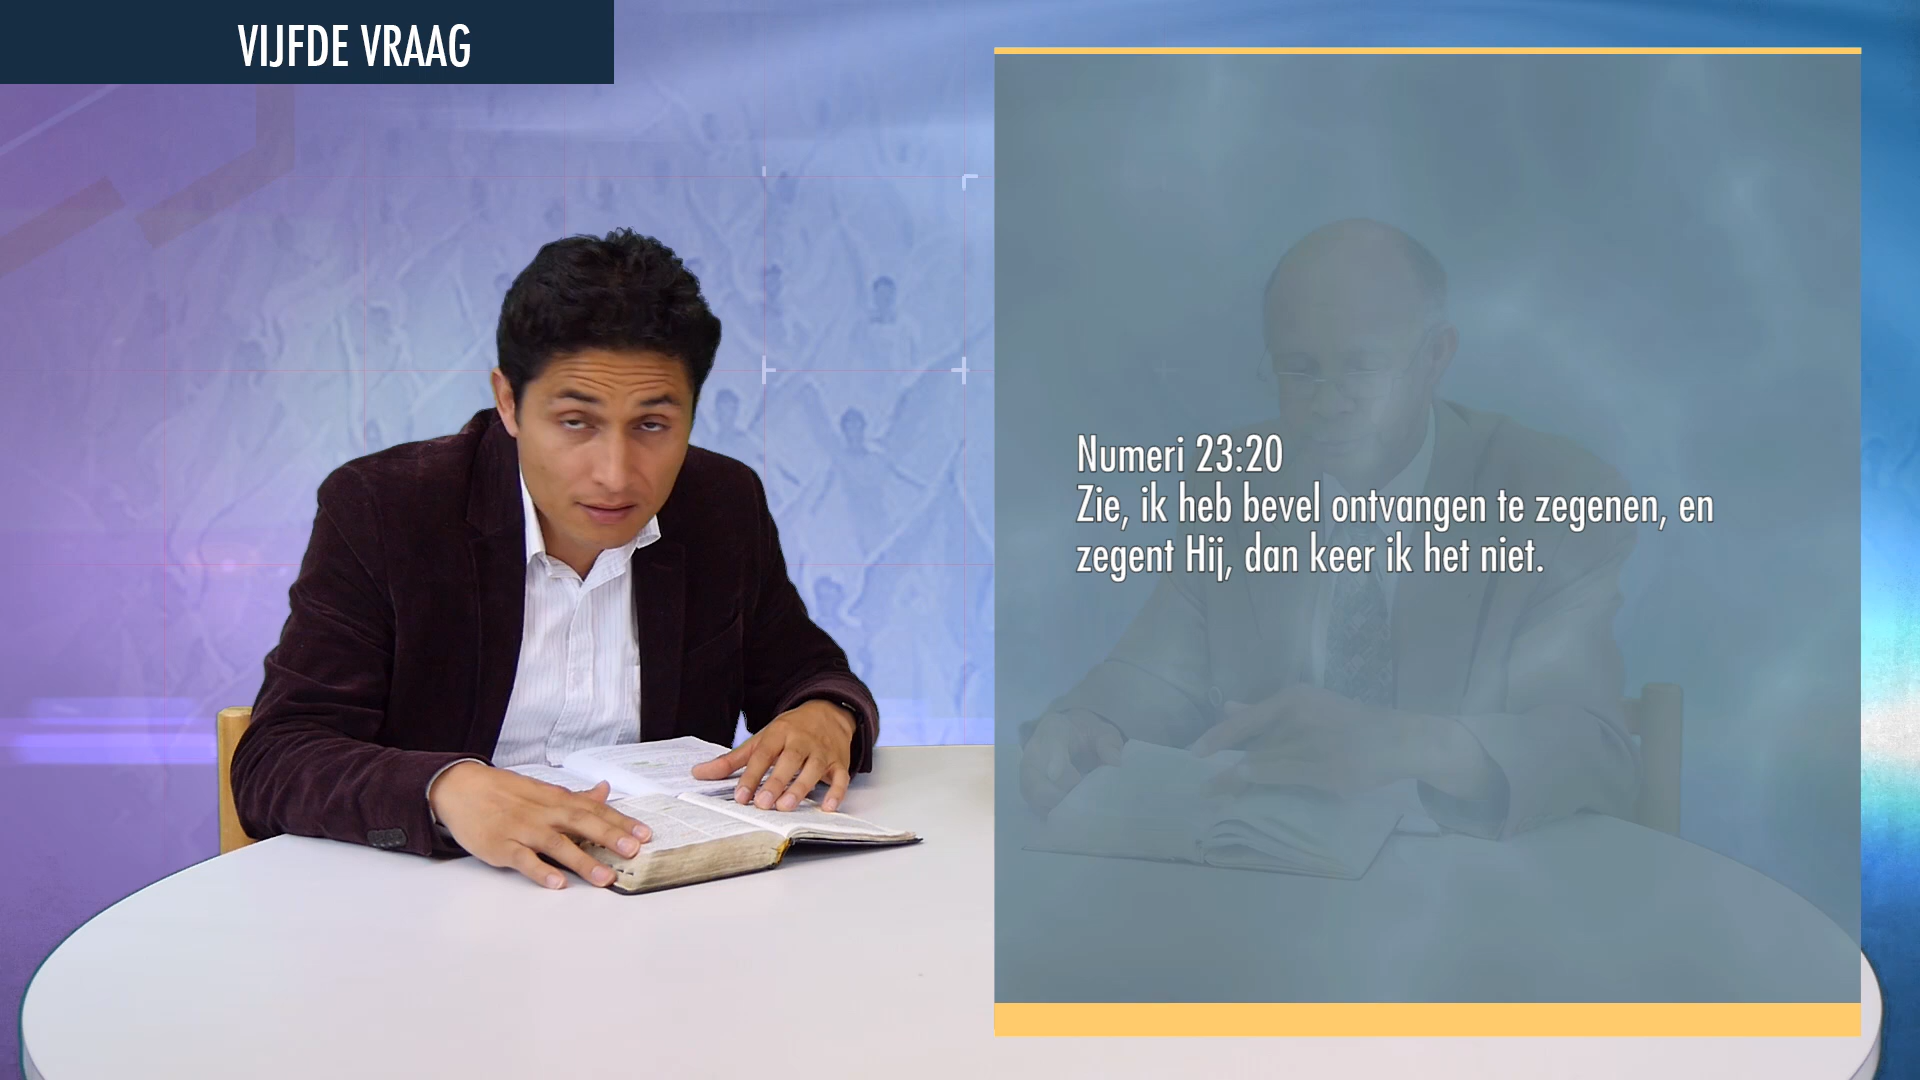 VIJFDE VRAAG
Numeri 23:20
Zie, ik heb bevel ontvangen te zegenen, en
zegent Hij, dan keer ik het niet.